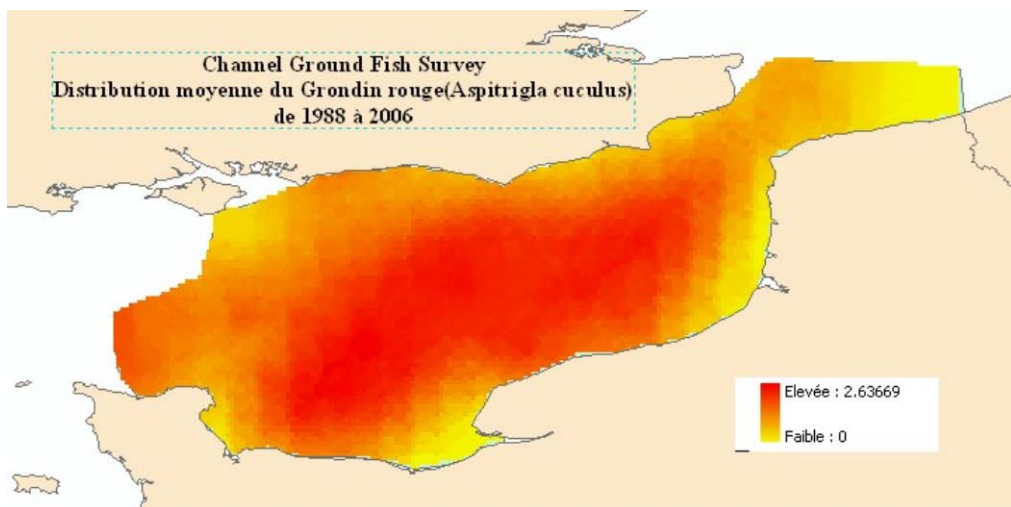 Channel Ground Fish Survey
Distribution moyenne du Grondin rouge(Aspitrigla cuculus)
de 1988 à 2006
Elevée : 2.63669
Faible : 0